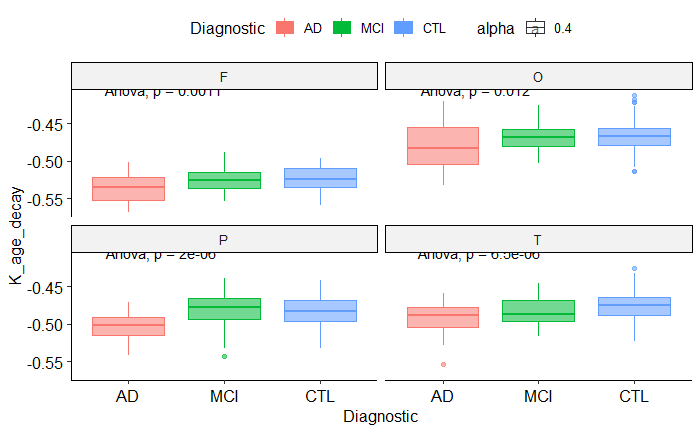 Diagnostic AD MCI CTL alpha a 0.4
F O
Anova, p = 0.0011 Anova, p = 0.012
-0.45
-0.50
-0.55
P T
Anova, p = 2e-06 Anova, p = 6.5e-06
-0.45
-0.50
-0.55
K_age_decay
AD MCI CTL AD MCI CTL
Diagnostic